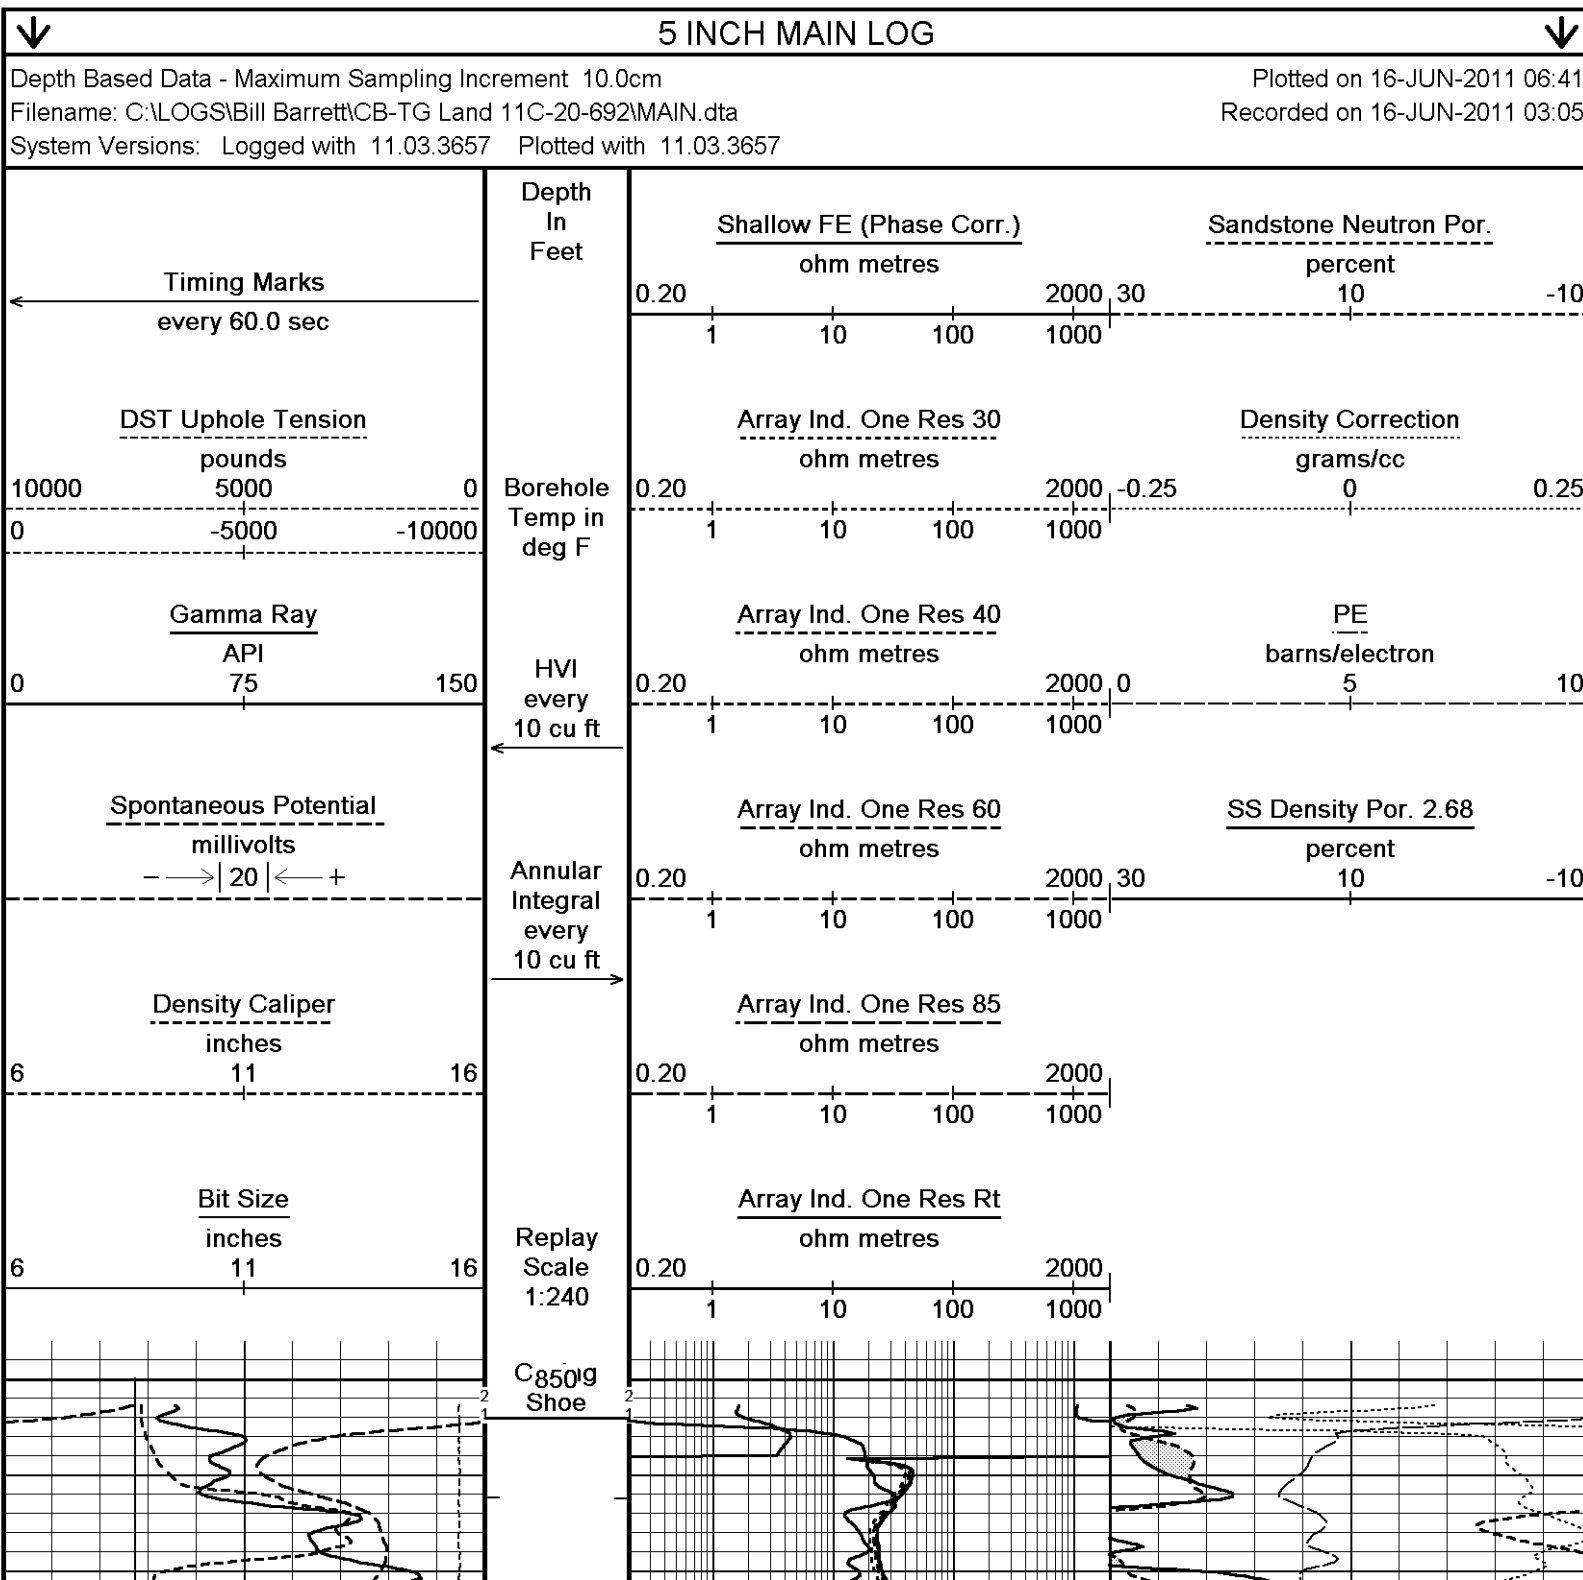 5 INCH MAIN LOG
Depth Based Data - Maximum Sampling Increment 10.0cm
Plotted on 16-JUN-2011 06:41
Filename: C:\LOGS\Bill Barrett\CB-TG Land 11C-20-692\MAIN.dta
Recorded on 16-JUN-2011 03:05
System Versions: Logged with 11.03.3657 Plotted with 11.03.3657
Timing Marks
every 60.0 sec
DST Uphole Tension
pounds
10000 5000 0
0 -5000 -10000
Gamma Ray
API
0 75 150
Spontaneous Potential
millivolts
− 20 +
Density Caliper
inches
6 11 16
Bit Size
inches
6 11 16
Depth
In
Feet
Borehole
Temp in
deg F
HVI
every
10 cu ft
Annular
Integral
every
10 cu ft
Replay
Scale
1:240
850
Shoe
2 2
1 1
Shallow FE (Phase Corr.)
ohm metres
0.20 2000
1 10 100 1000
Array Ind. One Res 30
ohm metres
0.20 2000
1 10 100 1000
Array Ind. One Res 40
ohm metres
0.20 2000
1 10 100 1000
Array Ind. One Res 60
ohm metres
0.20 2000
1 10 100 1000
Array Ind. One Res 85
ohm metres
0.20 2000
1 10 100 1000
Array Ind. One Res Rt
ohm metres
0.20 2000
1 10 100 1000
Sandstone Neutron Por.
percent
30 10 -10
Density Correction
grams/cc
-0.25 0 0.25
PE
barns/electron
0 5 10
SS Density Por. 2.68
percent
30 10 -10